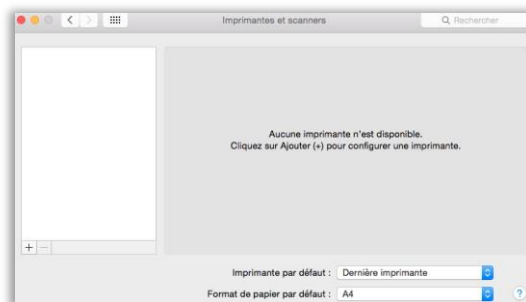 Imprimantes et scanners
Rechercher
Aucune imprimante n'est disponible.
Cliquez sur Ajouter (+) pour configurer une imprimante.
+ −
Imprimante par défaut : Dernière imprimante
Format de papier par défaut : A4
?